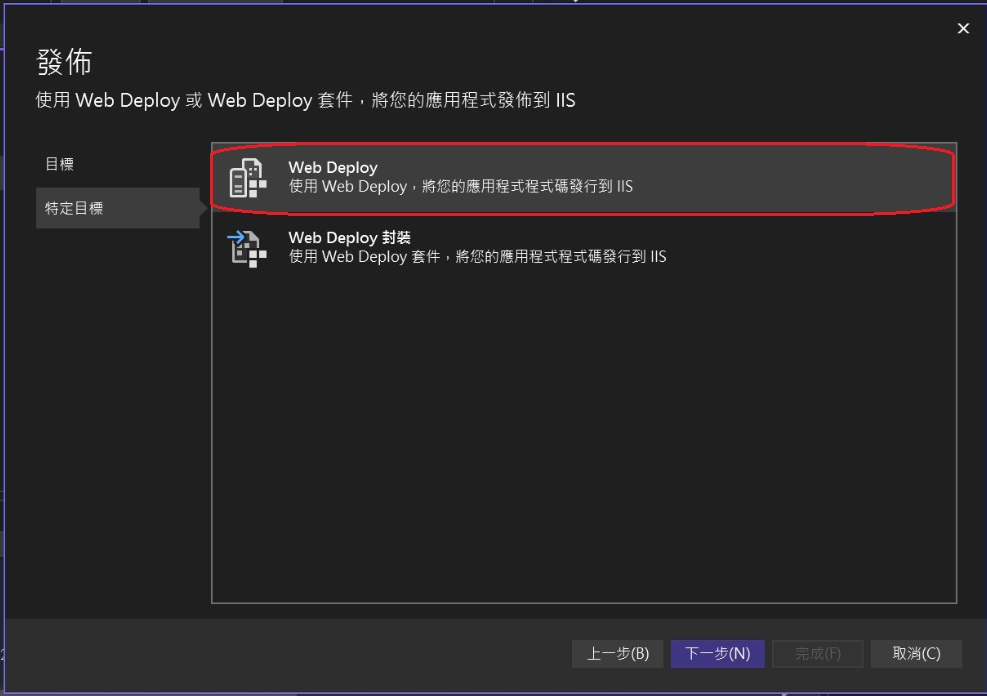 發佈
使用 Web Deploy 或 Web Deploy 套件，將您的應用程式發佈到 IIS
目標
特定目標
Web Deploy
使用 Web Deploy，將您的應用程式程式碼發行到 IIS
Web Deploy 封裝
使用 Web Deploy 套件，將您的應用程式程式碼發行到 IIS
上一步(B)
下一步(N)
完成(F)
取消(C)